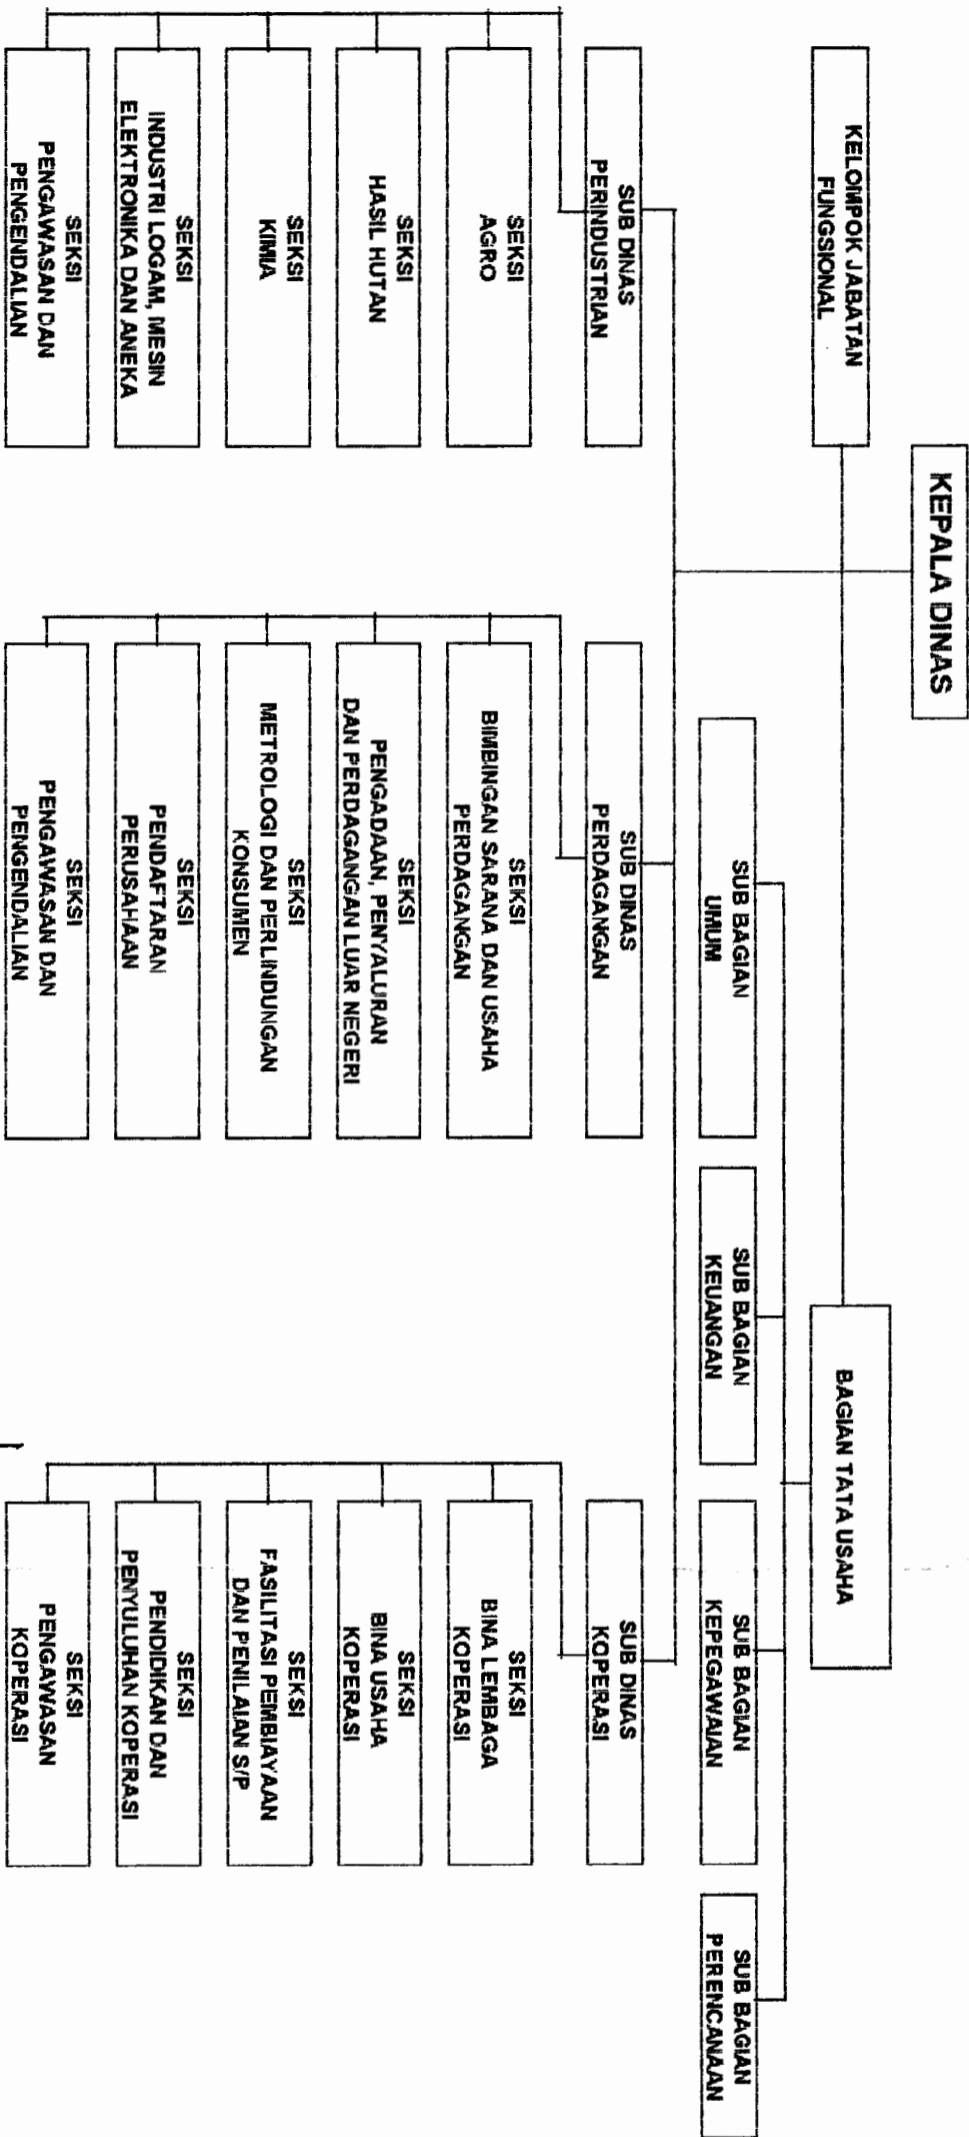 KEPALA DINAS
KELOMPOK JABATAN
FUNGSIONAL
BAGIAN TATA USAHA
SUB BAGIAN
UMUM
SUB BAGIAN
KEUANGAN
SUB BAGIAN
KEPEGAWAIAN
SUB BAGIAN
PERENCANAAN
SUB DINAS
PERINDUSTRIAN
SEKSI
AGRO
SEKSI
HASIL HUTAN
SEKSI
KIMIA
SEKSI
INDUSTRI LOGAM, MESIN
ELEKTRONIKA DAN ANEKA
SEKSI
PENGAWASAN DAN
PENGENDALIAN
SUB DINAS
PERDAGANGAN
SEKSI
BIMBINGAN SARANA DAN USAHA
PERDAGANGAN
SEKSI
PENGADAAN, PENYALURAN
DAN PERDAGANGAN LUAR NEGERI
SEKSI
METROLOGI DAN PERLINDUNGAN
KONSUMEN
SEKSI
PENDAFTARAN
PERUSAHAAN
SEKSI
PENGAWASAN DAN
PENGENDALIAN
SUB DINAS
KOPERASI
SEKSI
BINA LEMBAGA
KOPERASI
SEKSI
BINA USAHA
KOPERASI
SEKSI
FASILITASI PEMBIAYAAN
DAN PENILAIAN S/P
SEKSI
PENDIDIKAN DAN
PENYULUHAN KOPERASI
SEKSI
PENGAWASAN
KOPERASI